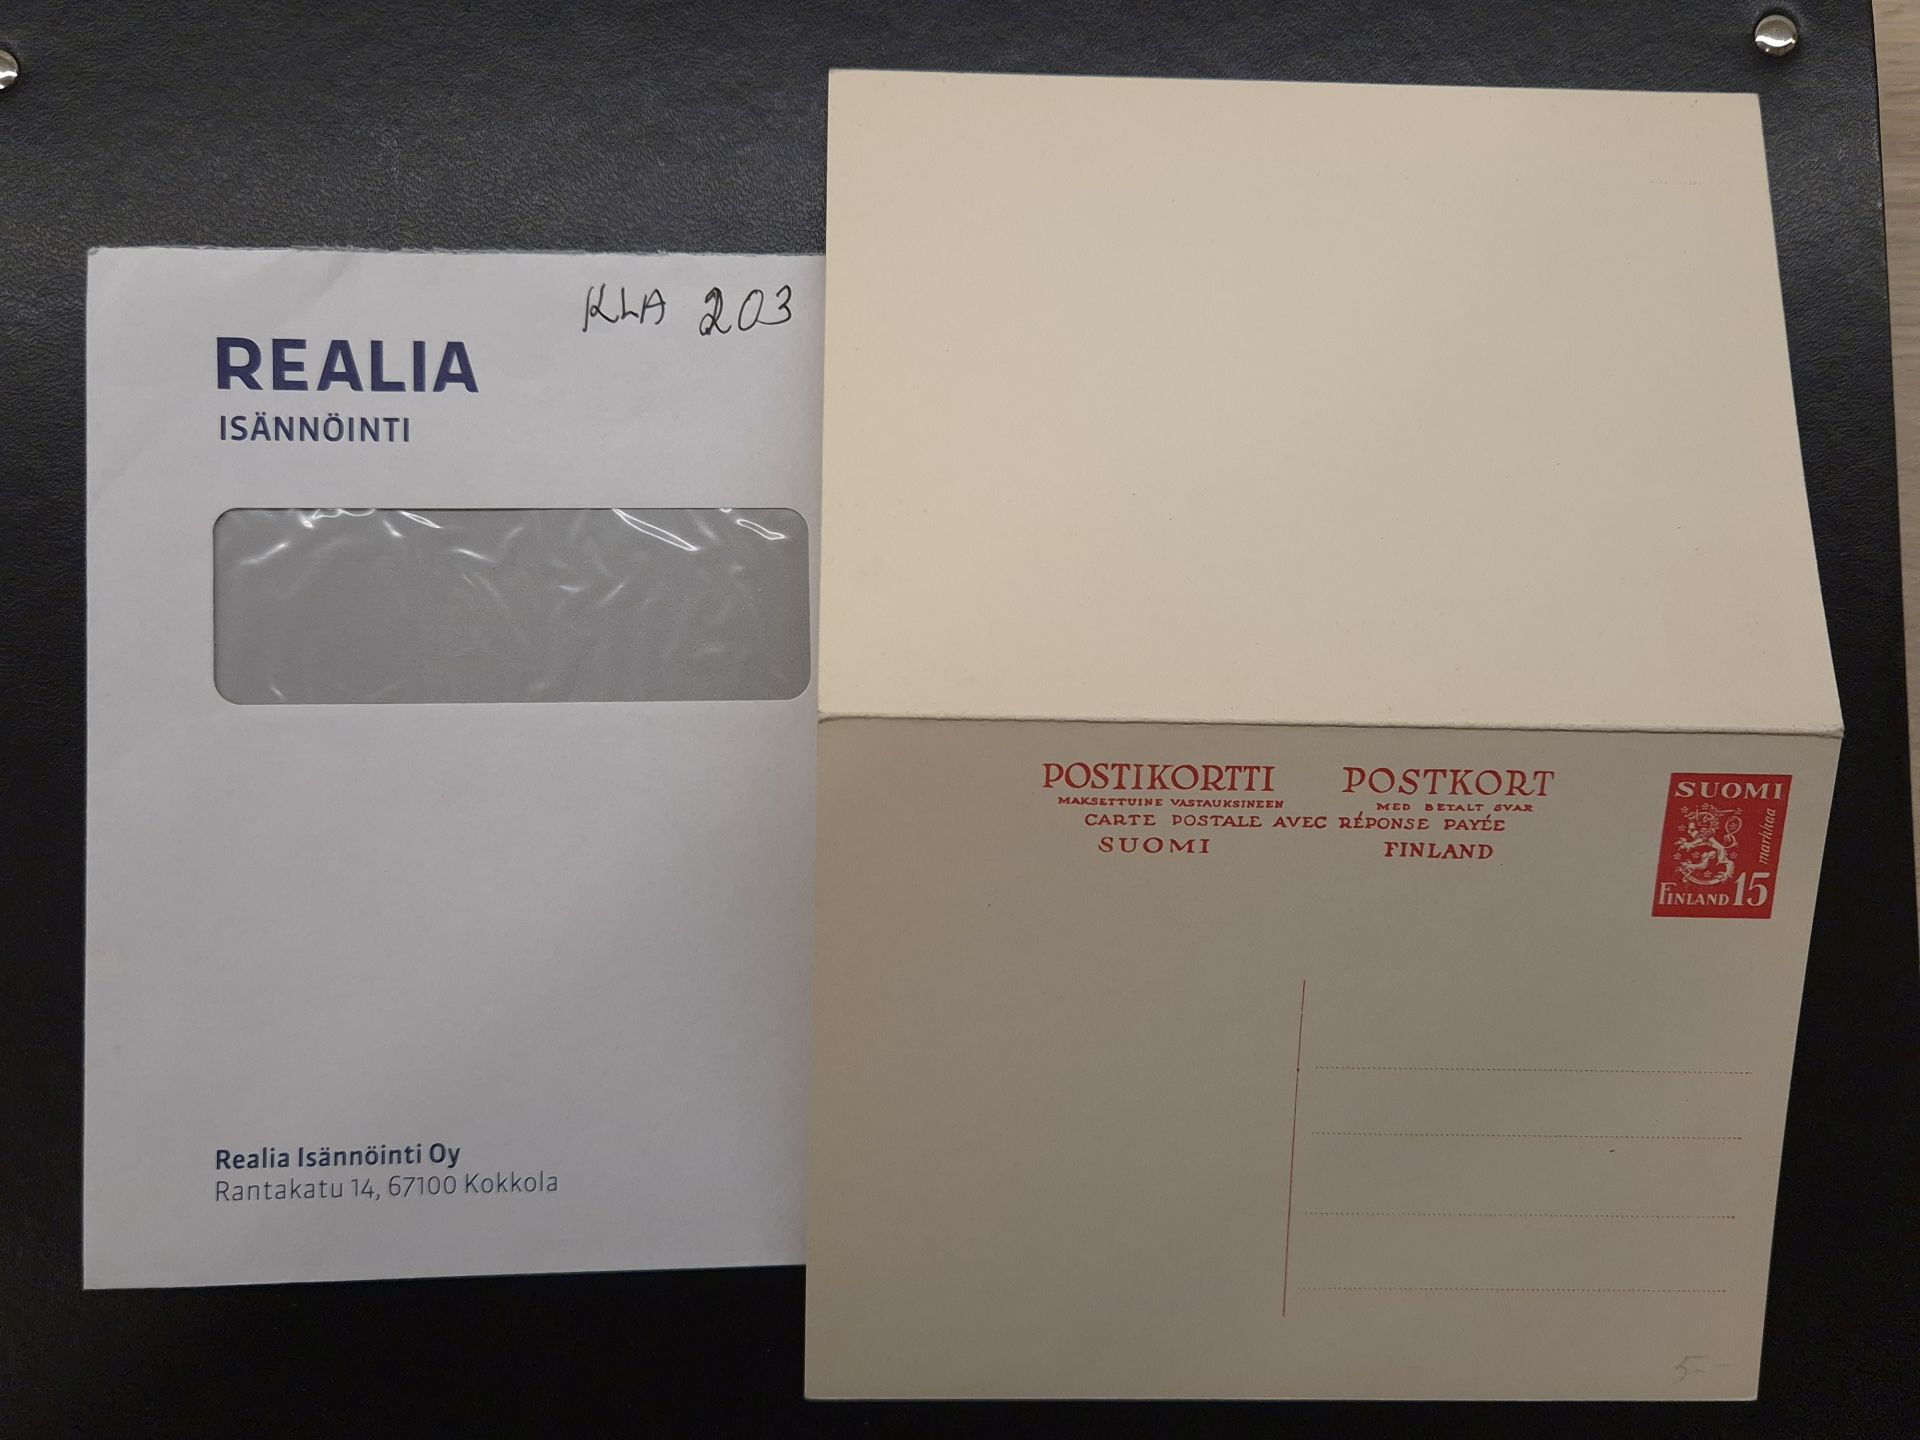 KLA 203
REALIA
ISÄNNÖINTI
Realia Isännöinti Oy
Rantakatu 14, 67100 Kokkola
POSTIKORTTI POSTKORT
MAKSETTUINE VASTAUKSINEEN MED BETALT SVAR
CARTE POSTALE AVEC RÉPONSE PAYÉE
SUOMI FINLAND
SUOMI
markkaa
FINLAND 15
5.-